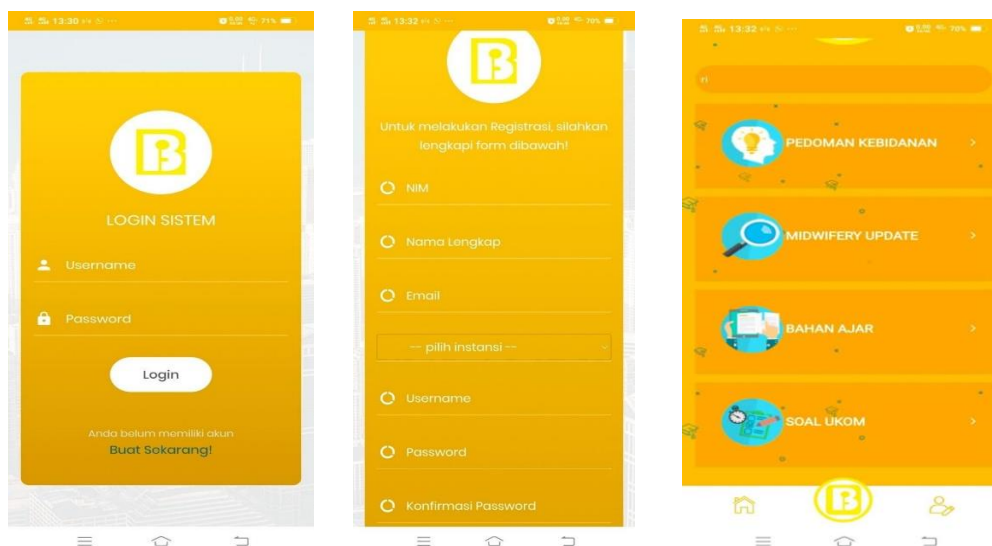 13:30
71%
LOGIN SISTEM
Username
Password
Login
Anda belum memiliki akun
Buat Sekarang!
13:32
70%
Untuk melakukan Registrasi, silahkan
lengkapi form dibawah!
NIM
Nama Lengkap
Email
-- pilih instansi --
Username
Password
Konfirmasi Password
13:32
70%
ri
PEDOMAN KEBIDANAN
MIDWIFERY UPDATE
BAHAN AJAR
SOAL UKOM